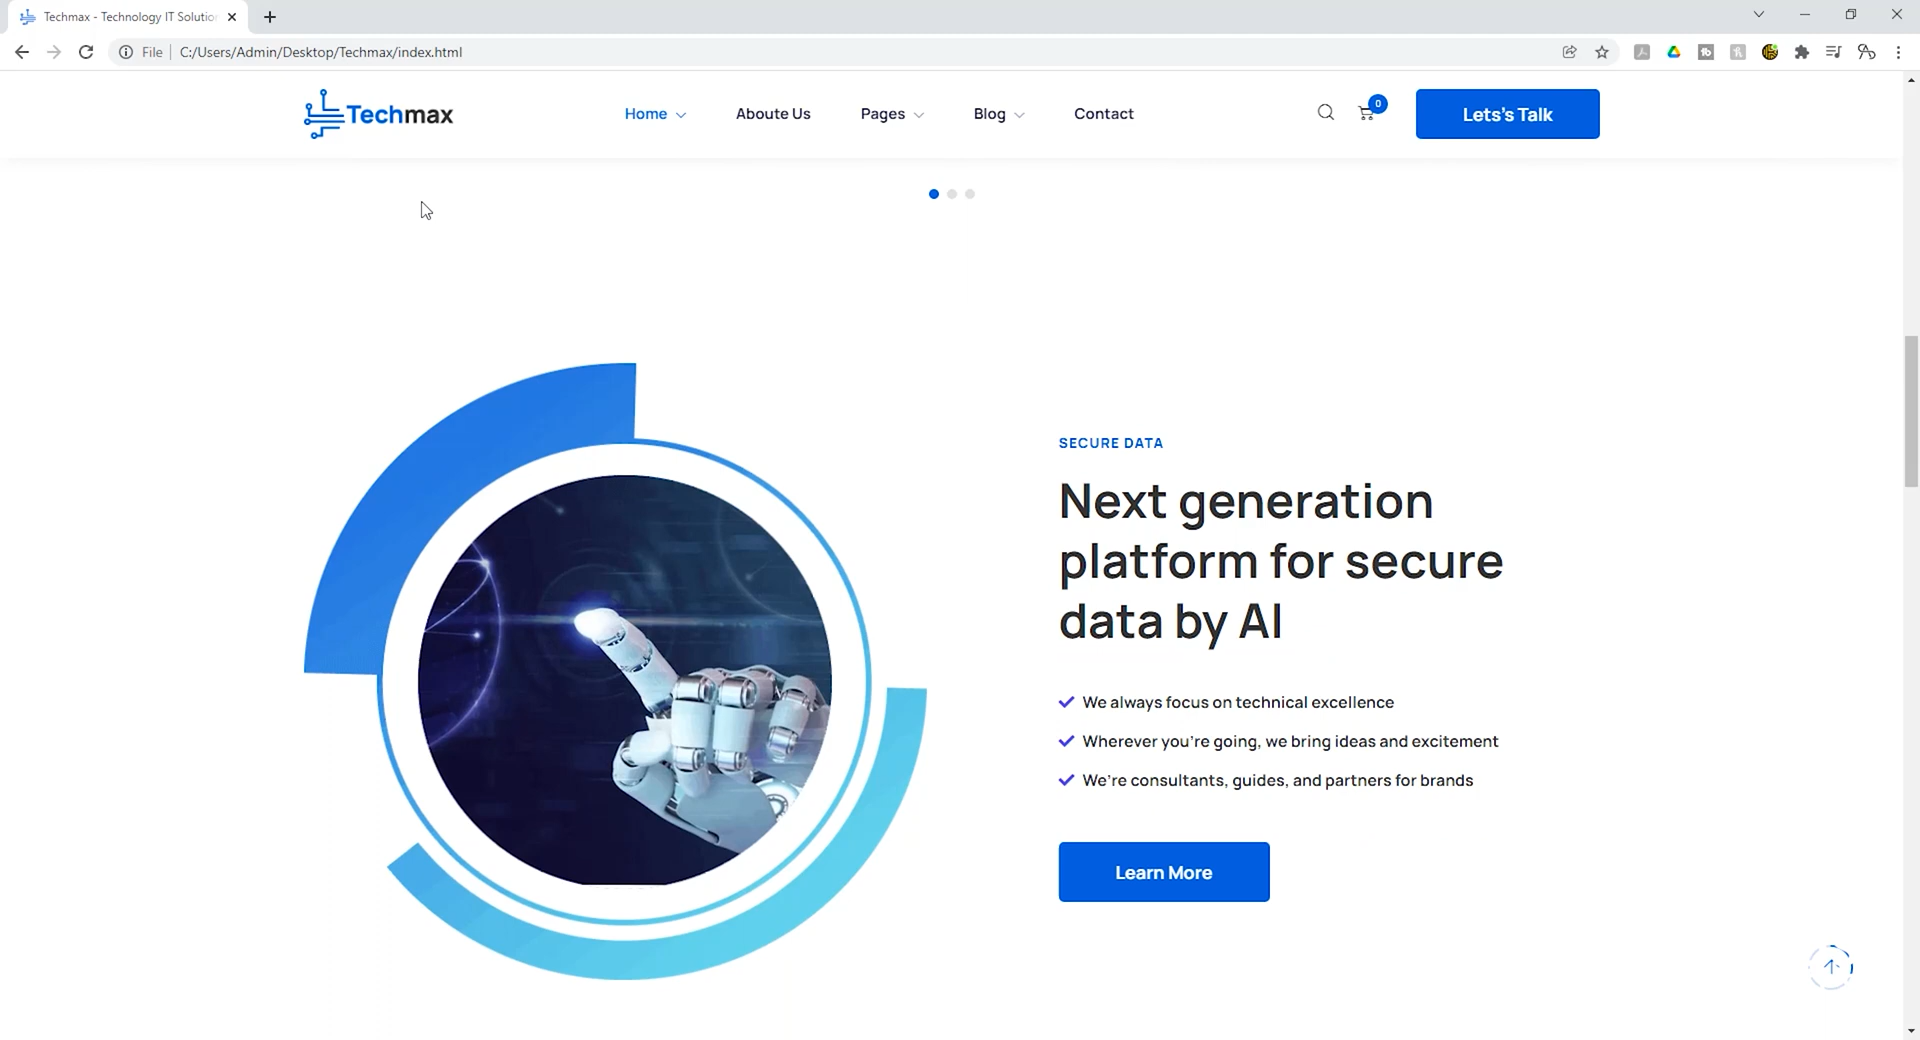 Techmax - Technology IT Solution
File C:/Users/Admin/Desktop/Techmax/index.html
Techmax Home Aboute Us Pages Blog Contact 0 Lets's Talk
SECURE DATA
Next generation
platform for secure
data by AI
We always focus on technical excellence
Wherever you're going, we bring ideas and excitement
We're consultants, guides, and partners for brands
Learn More